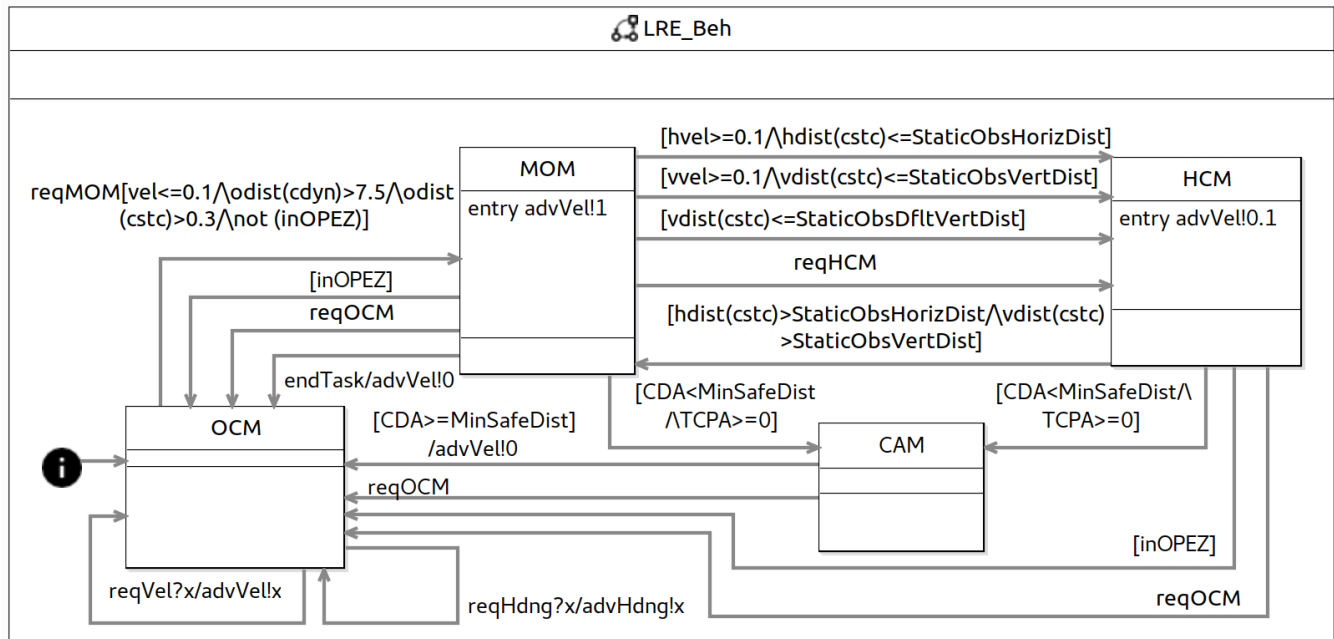 LRE_Beh
[hvel>=0.1/\hdist(cstc)<=StaticObsHorizDist]
MOM
HCM
[vvel>=0.1/\vdist(cstc)<=StaticObsVertDist]
reqMOM[vel<=0.1/\odist(cdyn)>7.5/\odist
(cstc)>0.3/\not (inOPEZ)]
entry advVel!1
[vdist(cstc)<=StaticObsDfltVertDist]
entry advVel!0.1
reqHCM
[inOPEZ]
reqOCM
[hdist(cstc)>StaticObsHorizDist/\vdist(cstc)
>StaticObsVertDist]
endTask/advVel!0
[CDA<MinSafeDist
/\TCPA>=0]
[CDA<MinSafeDist/\
TCPA>=0]
OCM
[CDA>=MinSafeDist]
/advVel!0
CAM
i
reqOCM
[inOPEZ]
reqVel?x/advVel!x
reqHdng?x/advHdng!x
reqOCM